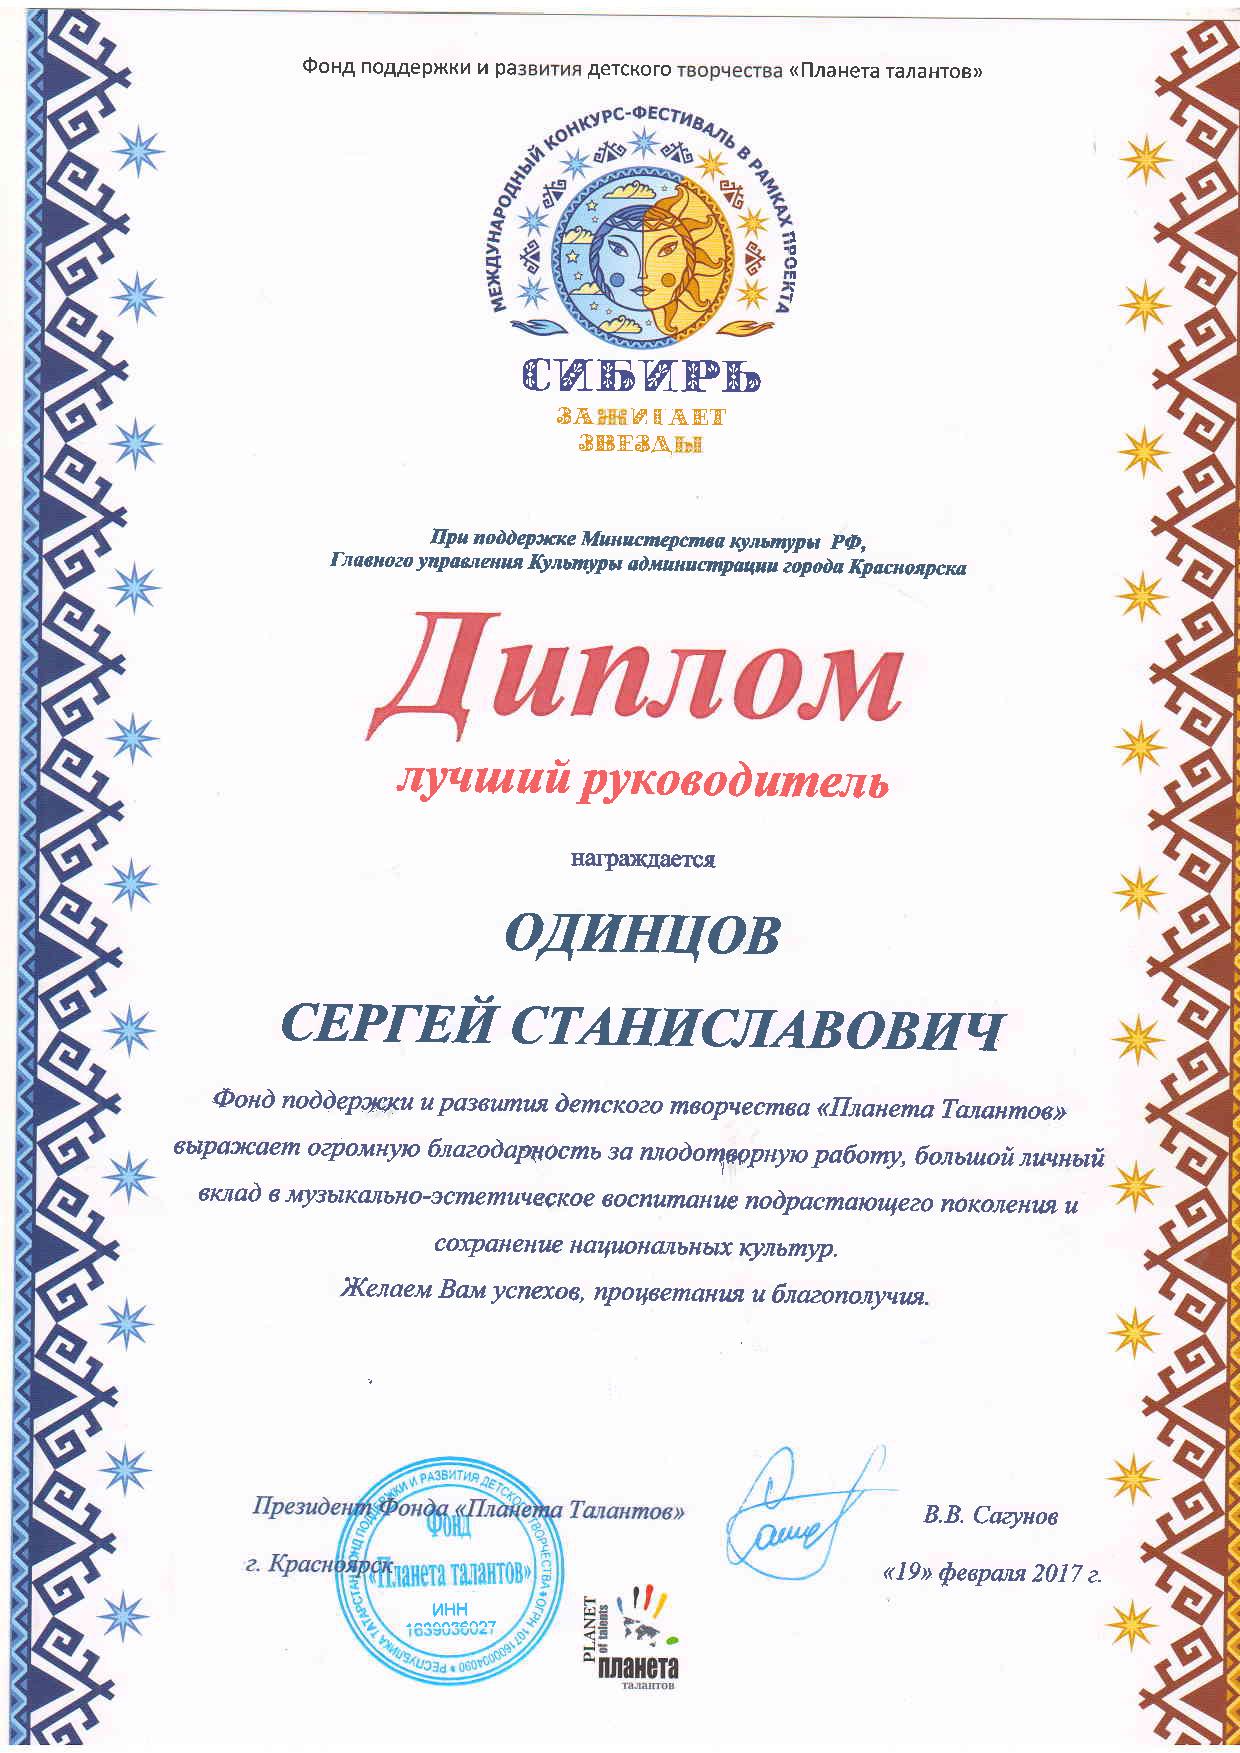 Фонд поддержки и развития детского творчества «Планета талантов»
МЕЖДУНАРОДНЫЙ КОНКУРС-ФЕСТИВАЛЬ В РАМКАХ ПРОЕКТА
СИБИРЬ
ЗАЖИГАЕТ
ЗВЕЗДЫ
При поддержке Министерства культуры РФ,
Главного управления Культуры администрации города Красноярска
Диплом
лучший руководитель
награждается
ОДИНЦОВ
СЕРГЕЙ СТАНИСЛАВОВИЧ
Фонд поддержки и развития детского творчества «Планета Талантов»
выражает огромную благодарность за плодотворную работу, большой личный
вклад в музыкально-эстетическое воспитание подрастающего поколения и
сохранение национальных культур.
Желаем Вам успехов, процветания и благополучия.
Президент Фонда «Планета Талантов»
В.В. Сагунов
г. Красноярск
«19» февраля 2017 г.
ФОНД ПОДДЕРЖКИ И РАЗВИТИЯ ДЕТСКОГО ТВОРЧЕСТВА
РЕСПУБЛИКА ТАТАРСТАН
Фонд
«Планета талантов»
ИНН
1639036027
PLANET
of talents
планета
талантов